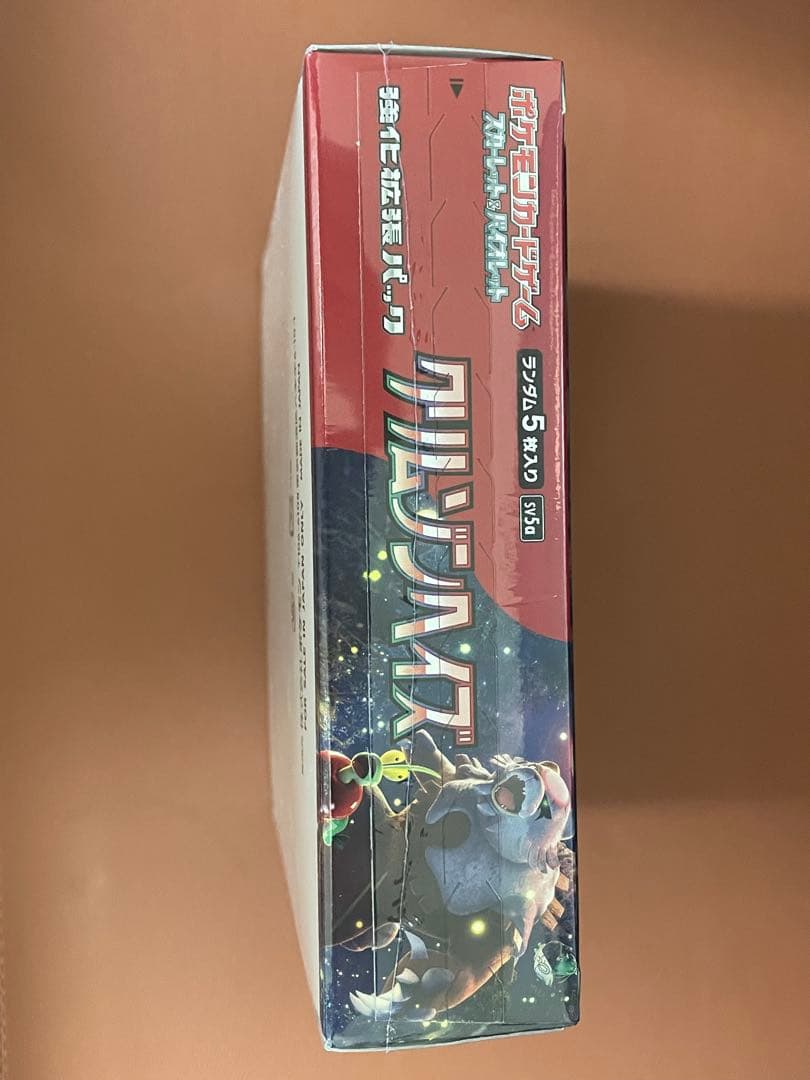 ポケモンカードゲーム
スカーレット&バイオレット
ランダム5枚入り
SV5a
強化拡張パック
クリムゾンヘイズ